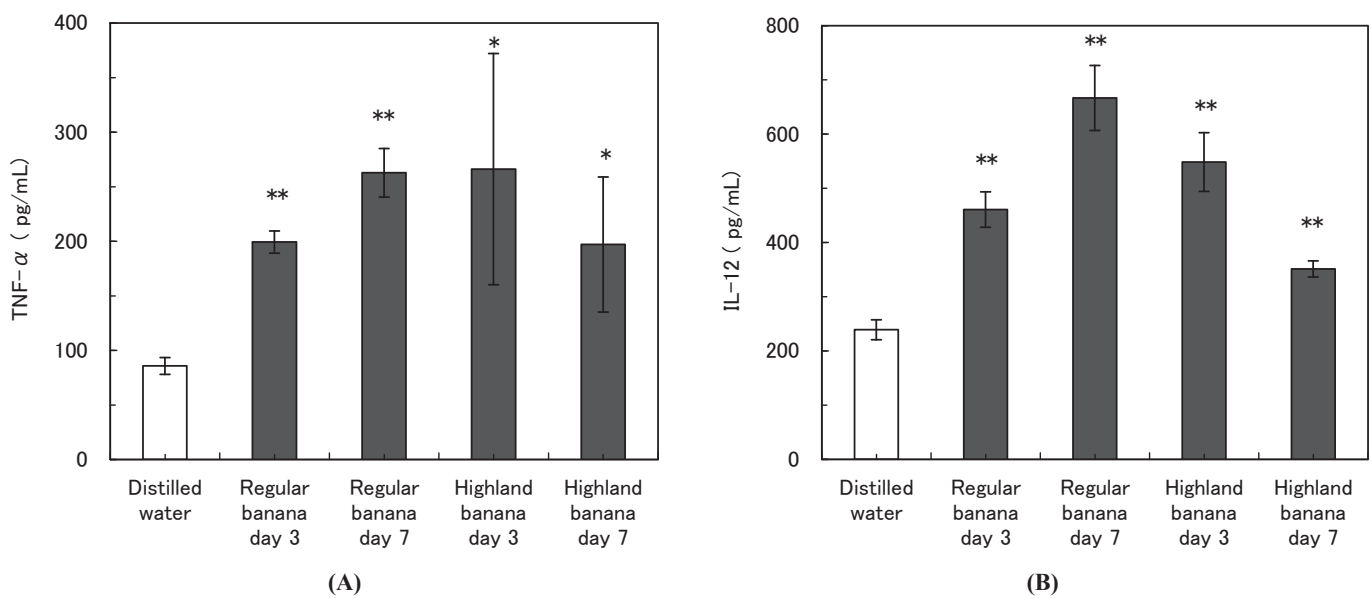 400
300
200
100
0
TNF-α ( pg/mL)
**
**
*
*
Distilled
water
Regular
banana
day 3
Regular
banana
day 7
Highland
banana
day 3
Highland
banana
day 7
(A)
800
600
400
200
0
IL-12 ( pg/mL)
**
**
**
**
Distilled
water
Regular
banana
day 3
Regular
banana
day 7
Highland
banana
day 3
Highland
banana
day 7
(B)